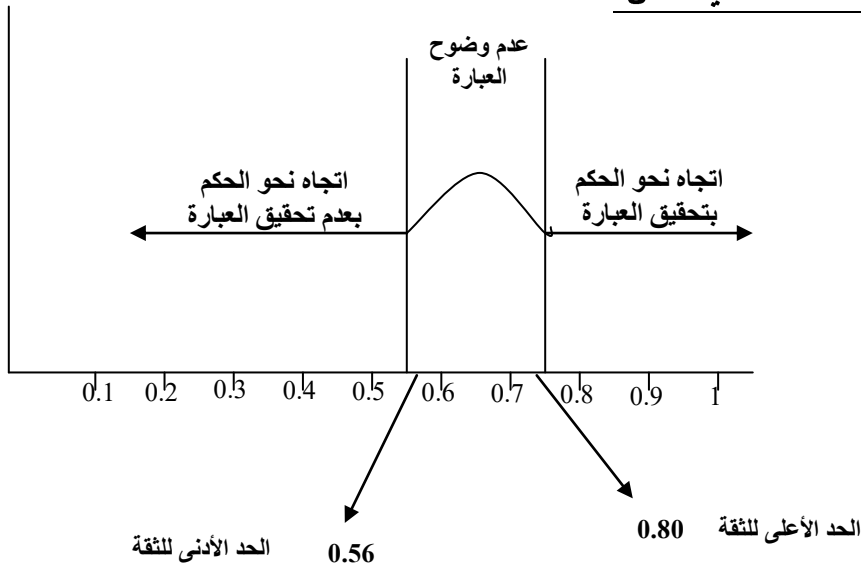 عدم وضوح
العبارة
اتجاه نحو الحكم
بتحقيق العبارة
اتجاه نحو الحكم
بعدم تحقيق العبارة
0.1 0.2 0.3 0.4 0.5 0.6 0.7 0.8 0.9 1
الحد الأعلى للثقة 0.80
0.56 الحد الأدنى للثقة